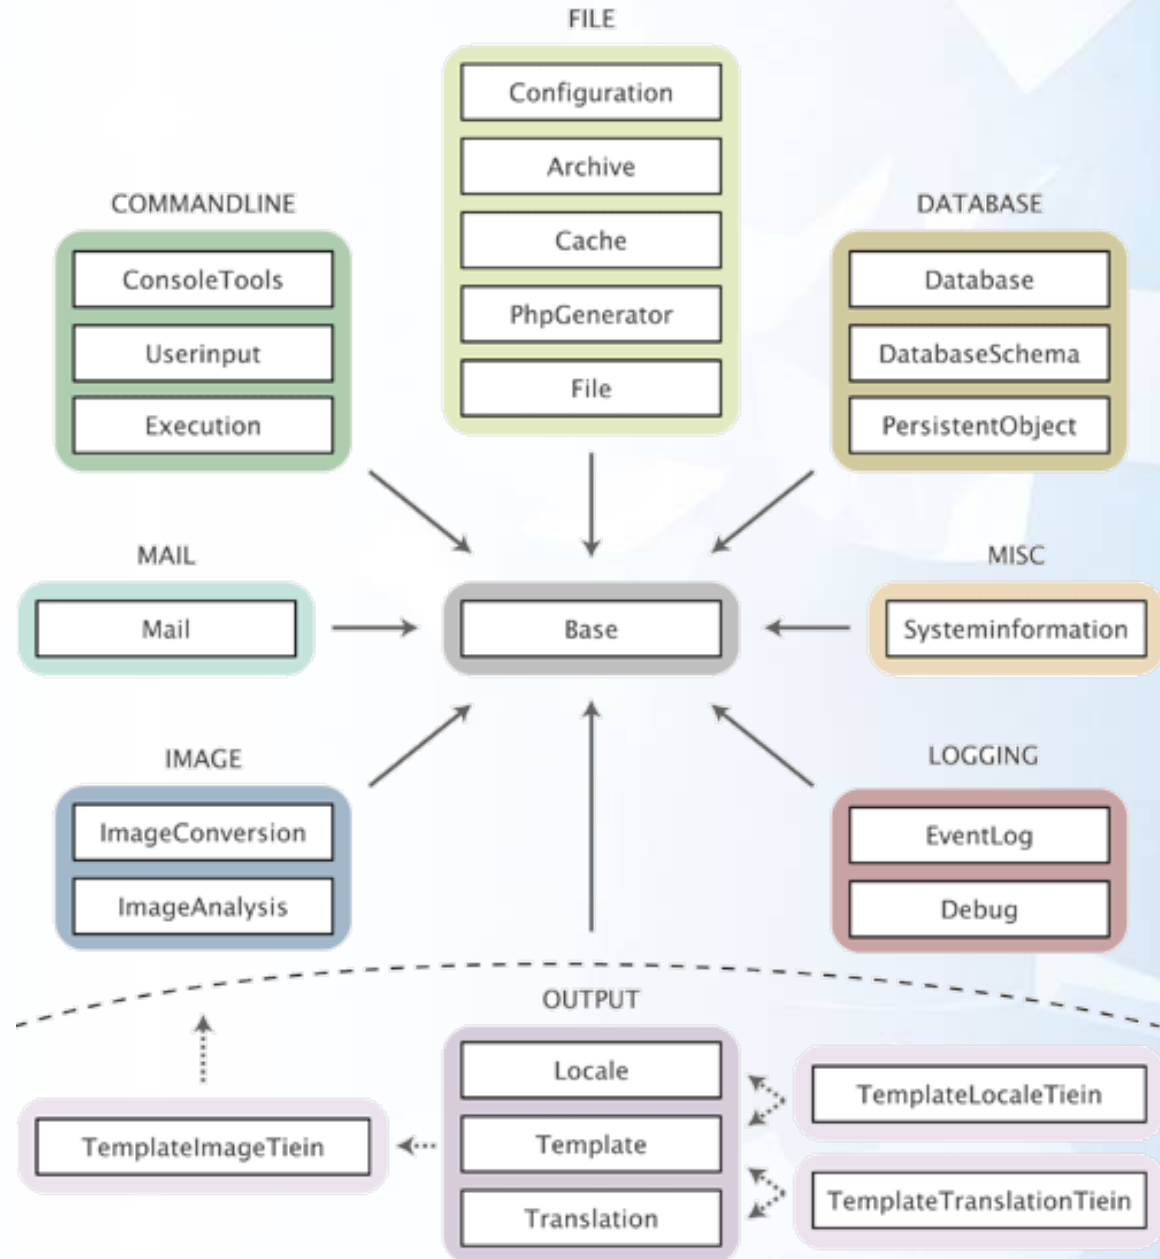 FILE
Configuration
Archive
Cache
PhpGenerator
File
COMMANDLINE
ConsoleTools
Userinput
Execution
DATABASE
Database
DatabaseSchema
PersistentObject
MAIL
Mail
Base
MISC
Systeminformation
IMAGE
ImageConversion
ImageAnalysis
LOGGING
EventLog
Debug
OUTPUT
Locale
Template
Translation
TemplateImageTiein
TemplateLocaleTiein
TemplateTranslationTiein